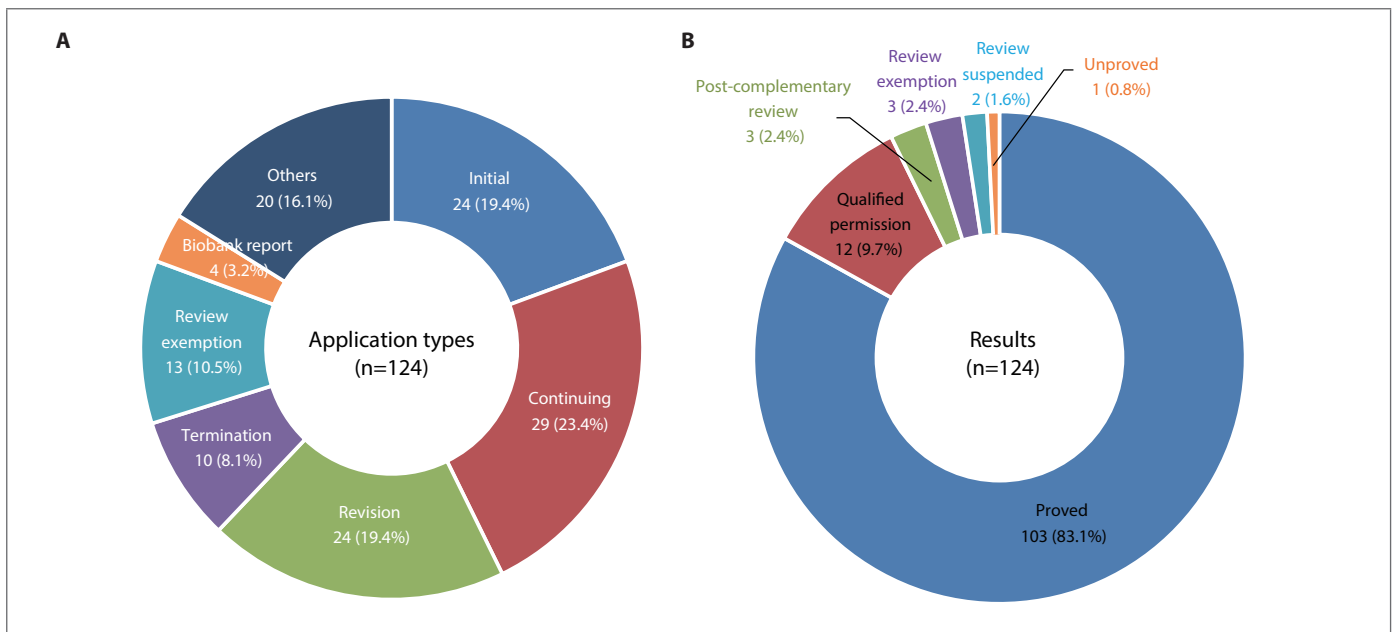 A
Others
20 (16.1%)
Initial
24 (19.4%)
Biobank report
4 (3.2%)
Review
exemption
13 (10.5%)
Application types
(n=124)
Continuing
29 (23.4%)
Termination
10 (8.1%)
Revision
24 (19.4%)
B
Post-complementary
review
3 (2.4%)
Review
exemption
3 (2.4%)
Review
suspended
2 (1.6%)
Unproved
1 (0.8%)
Qualified
permission
12 (9.7%)
Results
(n=124)
Proved
103 (83.1%)